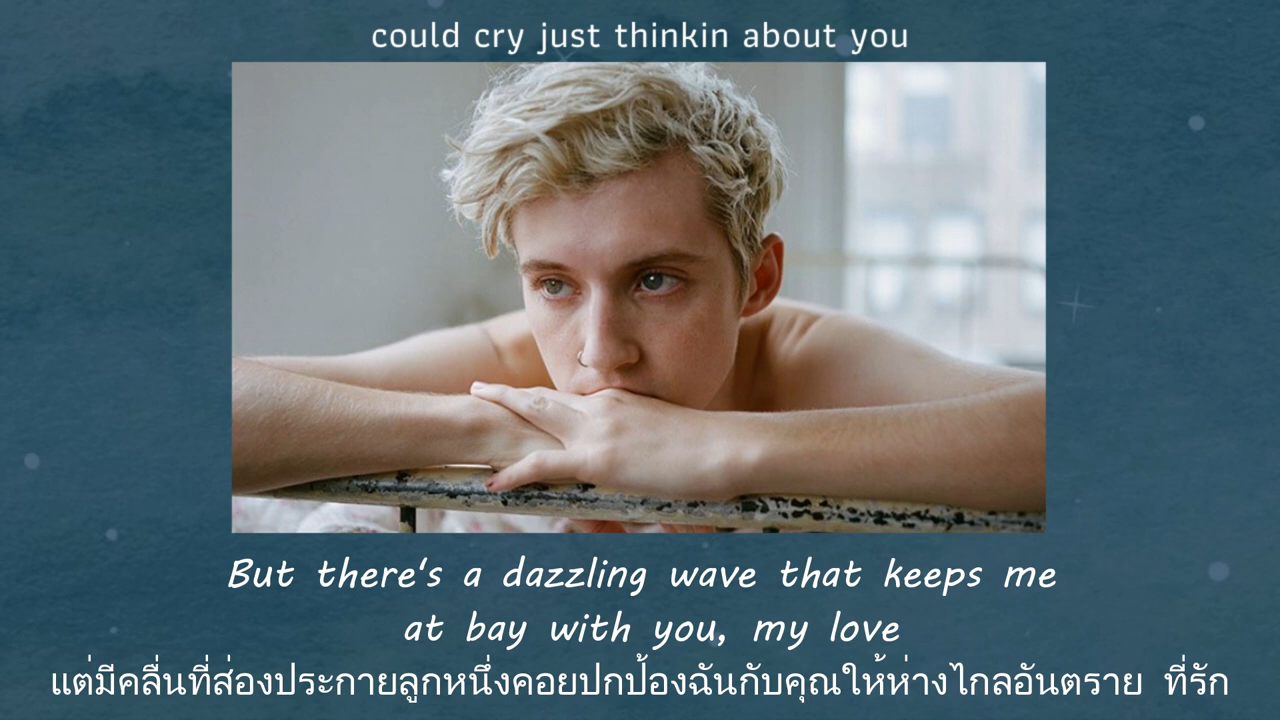 could cry just thinkin about you
But there's a dazzling wave that keeps me
at bay with you, my love
แต่มีคลื่นที่ส่องประกายลูกหนึ่งคอยปกป้องฉันกับคุณให้ห่างไกลอันตราย ที่รัก